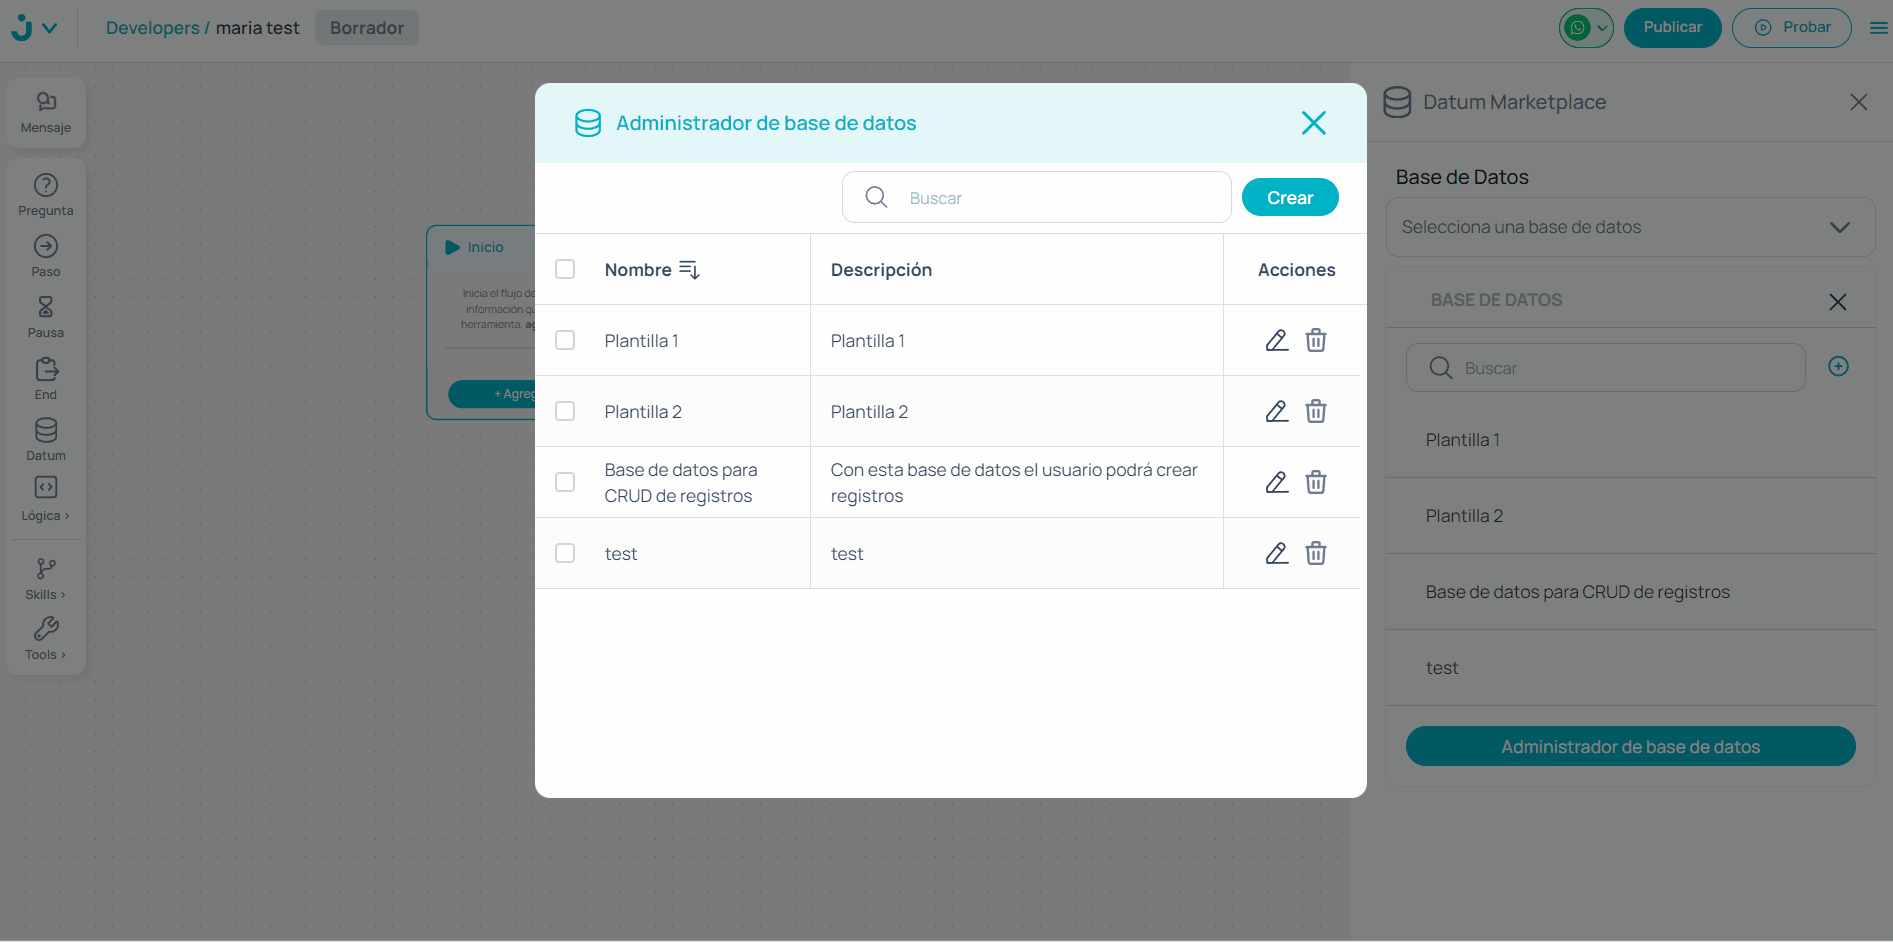 Developers / maria test
Borrador
Publicar
Probar
Mensaje
Pregunta
Paso
Pausa
End
Datum
Lógica ›
Skills ›
Tools ›
Inicio
Inicia el flujo de
información qu
herramienta, ag
+ Agreg
Administrador de base de datos
Buscar
Crear
Nombre
Descripción
Acciones
Plantilla 1
Plantilla 1
Plantilla 2
Plantilla 2
Base de datos para
CRUD de registros
Con esta base de datos el usuario podrá crear
registros
test
test
Datum Marketplace
Base de Datos
Selecciona una base de datos
BASE DE DATOS
Buscar
Plantilla 1
Plantilla 2
Base de datos para CRUD de registros
test
Administrador de base de datos